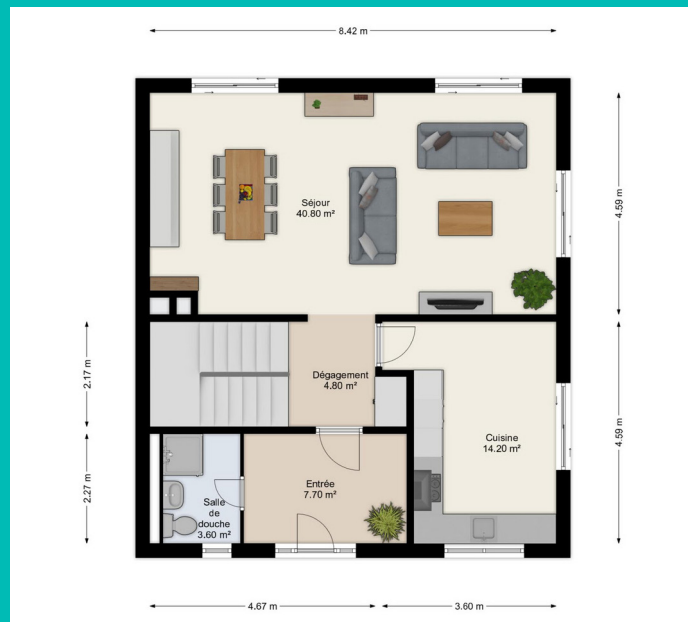 8.42 m
Séjour
40.80 m²
4.59 m
2.17 m
Dégagement
4.80 m²
Cuisine
14.20 m²
4.59 m
2.27 m
Entrée
7.70 m²
Salle
de
douche
3.60 m²
4.67 m
3.60 m